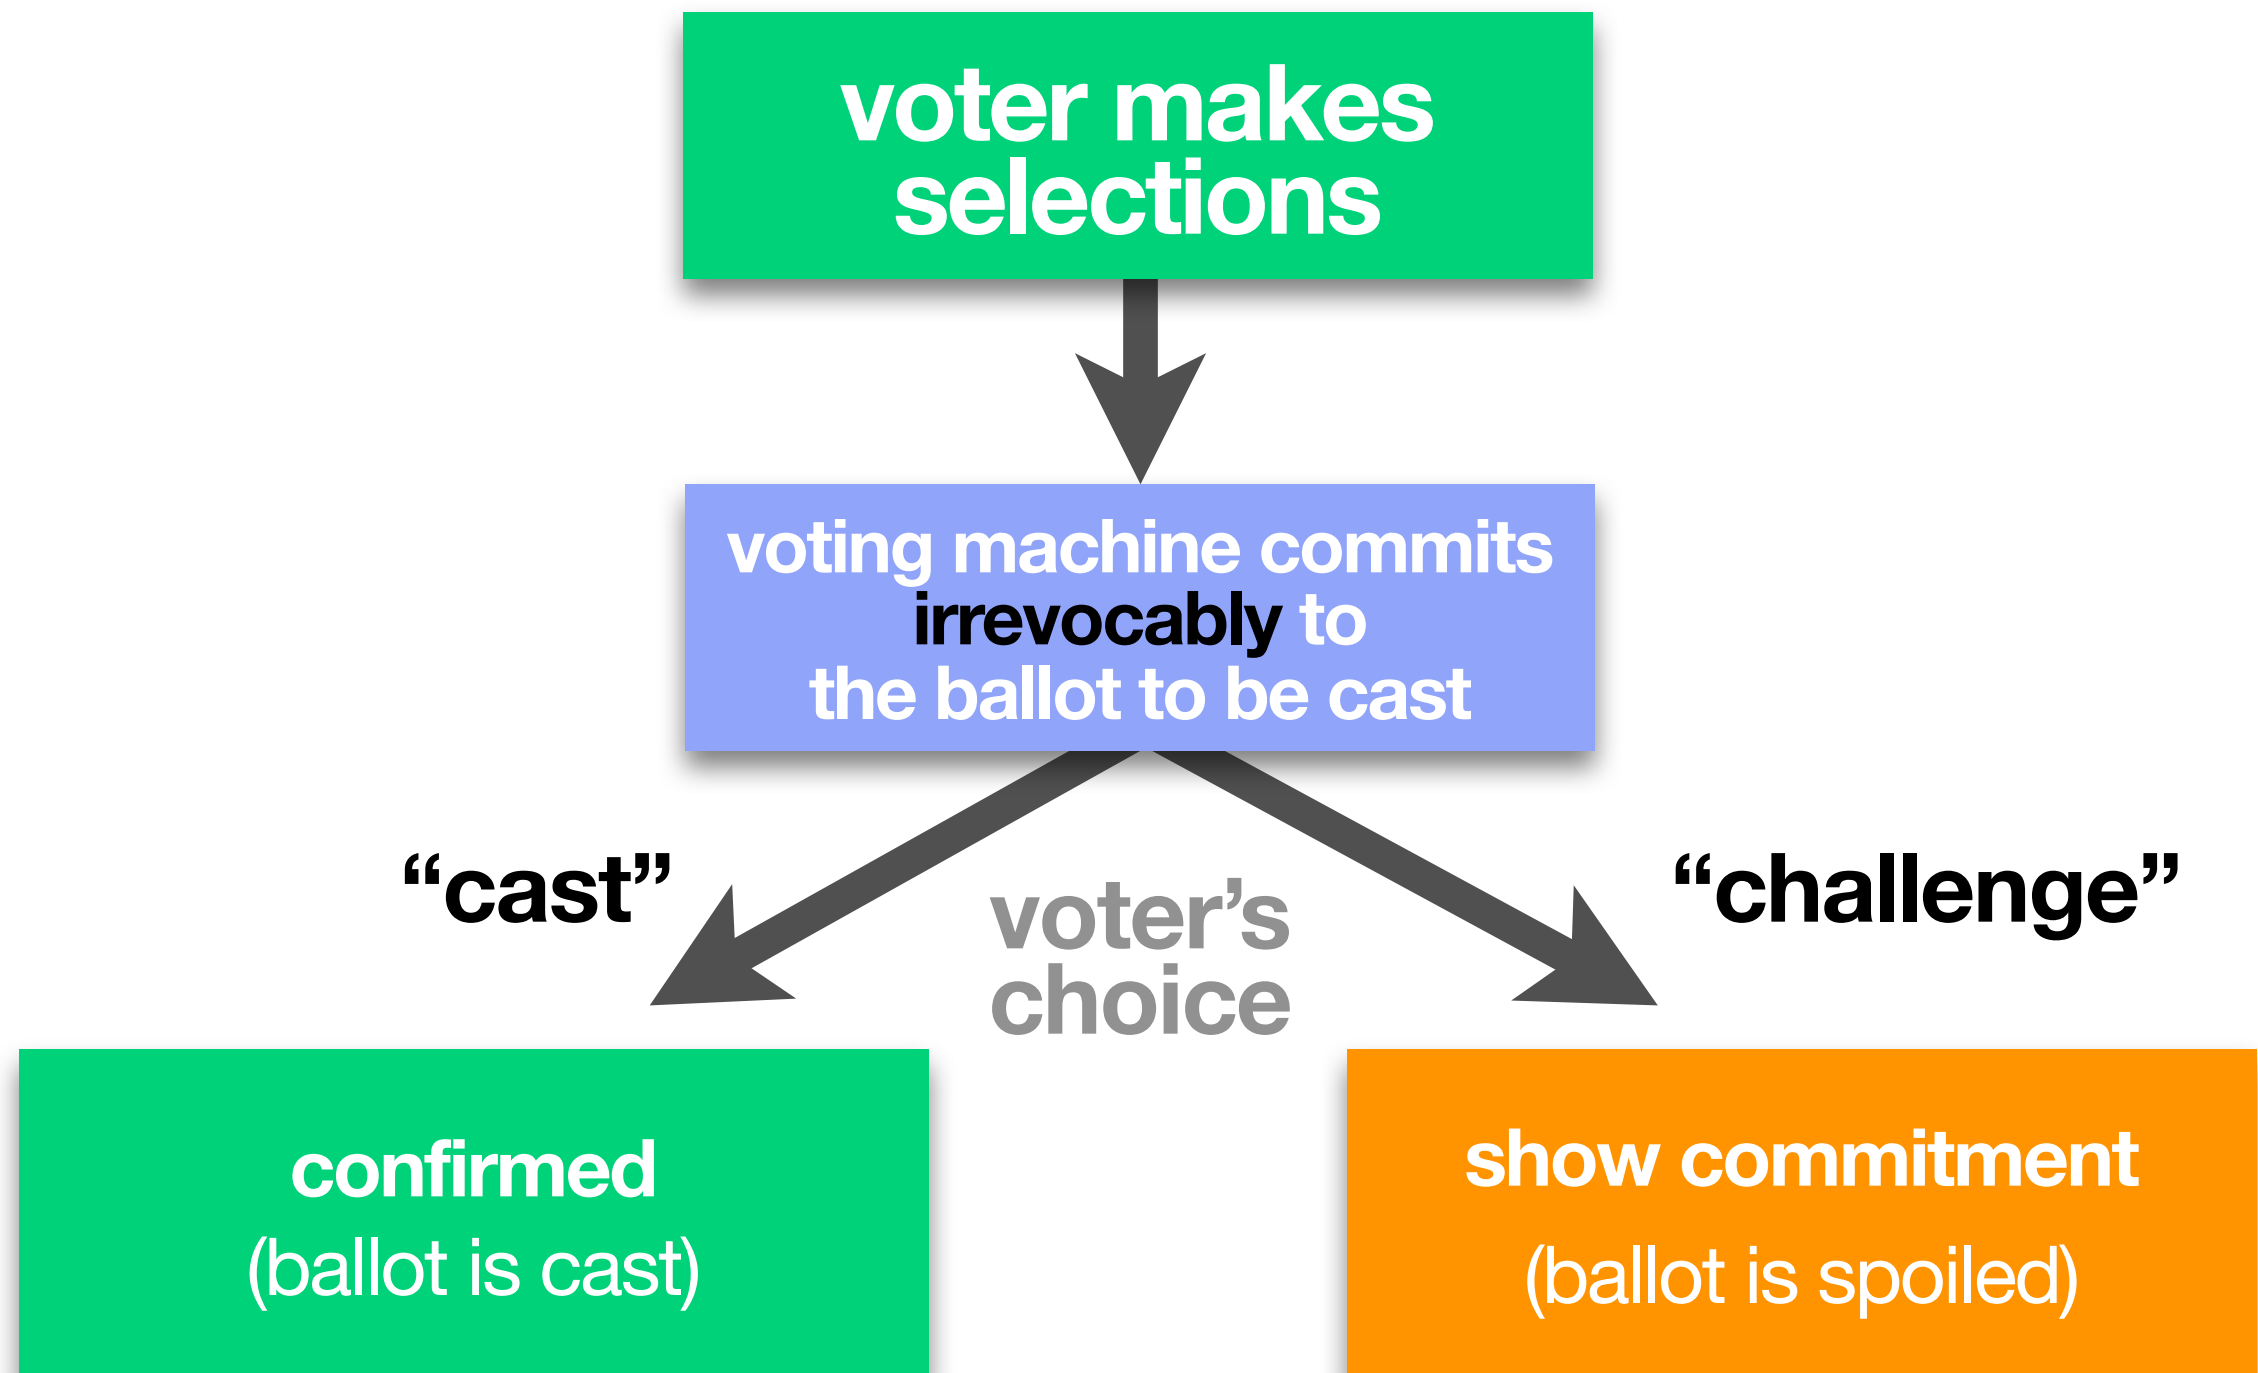 voter makes
selections
voting machine commits
irrevocably to
the ballot to be cast
“cast”
“challenge”
voter’s
choice
confirmed
(ballot is cast)
show commitment
(ballot is spoiled)